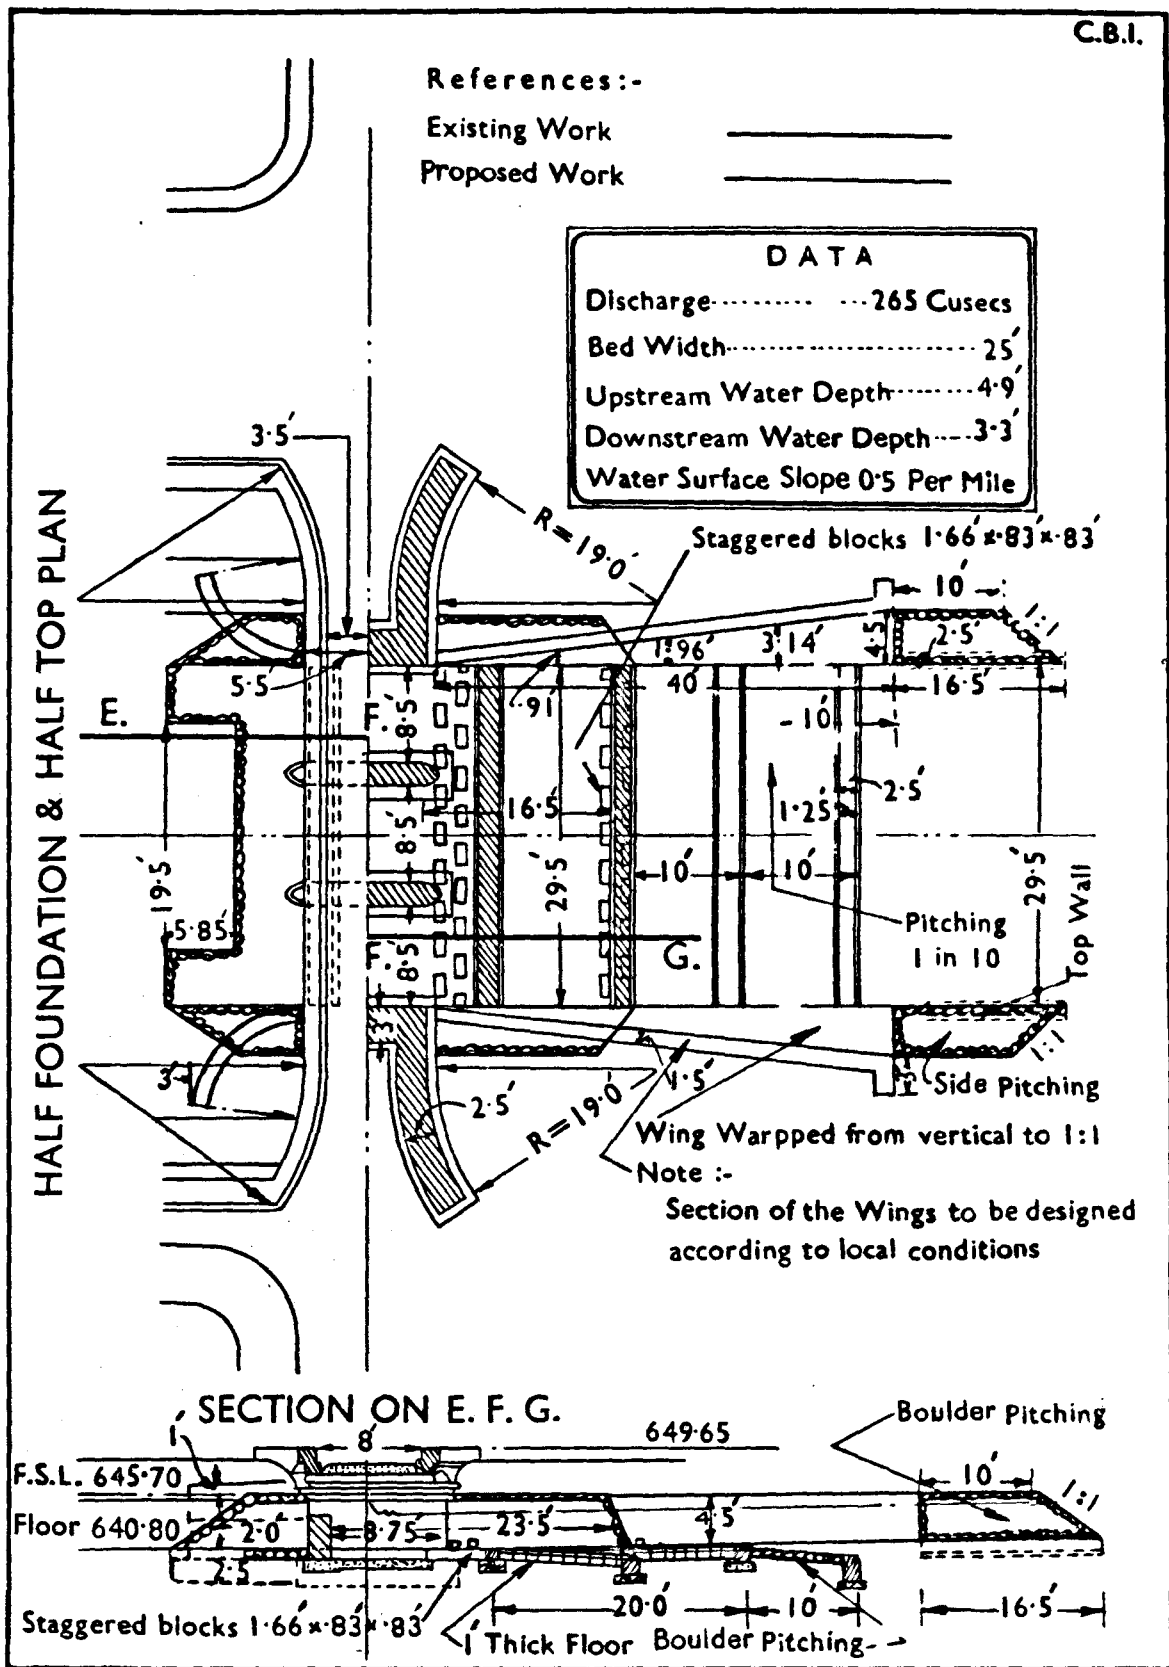 C.B.I.
References:-
Existing Work
Proposed Work
DATA
Discharge 265 Cusecs
Bed Width 25'
Upstream Water Depth 4·9'
Downstream Water Depth 3·3'
Water Surface Slope 0·5 Per Mile
HALF FOUNDATION & HALF TOP PLAN
3·5'
R=19·0'
Staggered blocks 1·66'×·83'×·83'
10'
1:1
4·5'
2·5'
1·96'
3·14'
5·5'
40'
16·5'
E.
F.
8·5'
·91'
10'
2·5'
16·5'
1·25'
8·5'
19·5'
29·5'
10'
10'
29·5'
5·85'
Pitching
1 in 10
Top Wall
F.
8·5'
G.
3'
1·5'
1:1
Side Pitching
2·5'
R=19·0'
Wing Warpped from vertical to 1:1
Note :-
Section of the Wings to be designed
according to local conditions
SECTION ON E. F. G.
Boulder Pitching
1'
8'
649·65
F.S.L. 645·70
10'
1:1
Floor 640·80
2·0'
8·75'
23·5'
4·5'
2·5
20·0'
10'
16·5'
Staggered blocks 1·66'×·83'×·83'
1' Thick Floor
Boulder Pitching